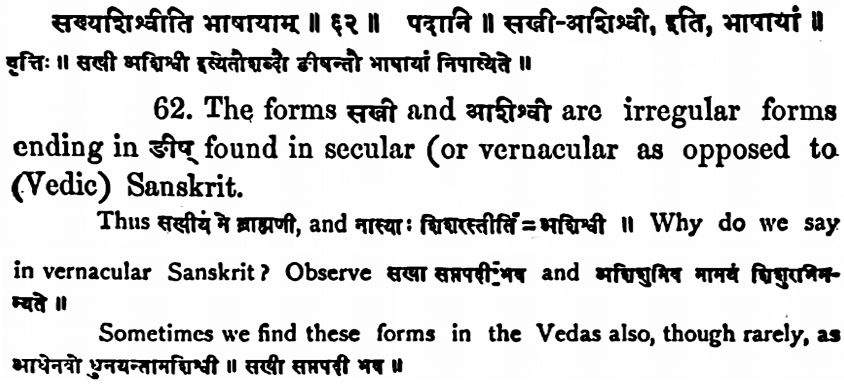 सख्यशिश्वीति भाषायाम् ॥ ६२ ॥ पदानि ॥ सखी-अशिश्वी, इति, भाषायां ॥
वृत्तिः ॥ सखी अशिश्वी इत्येतौशब्दौ ङीषन्तौ भाषायां निपात्येते ॥
62. The forms सखी and आशिश्वी are irregular forms
ending in ङीष् found in secular (or vernacular as opposed to
(Vedic) Sanskrit.
Thus सखीयं मे ब्राह्मणी, and नास्याः शिशरस्तीति = अशिश्वी ॥ Why do we say
in vernacular Sanskrit? Observe सखा सप्तपदी भव and अशिशुमिव मामयं शिशुरभिम-
न्यते ॥
Sometimes we find these forms in the Vedas also, though rarely, as
आधेनवो धुनयन्तामशिश्वी ॥ सखी सप्तपदी भव ॥